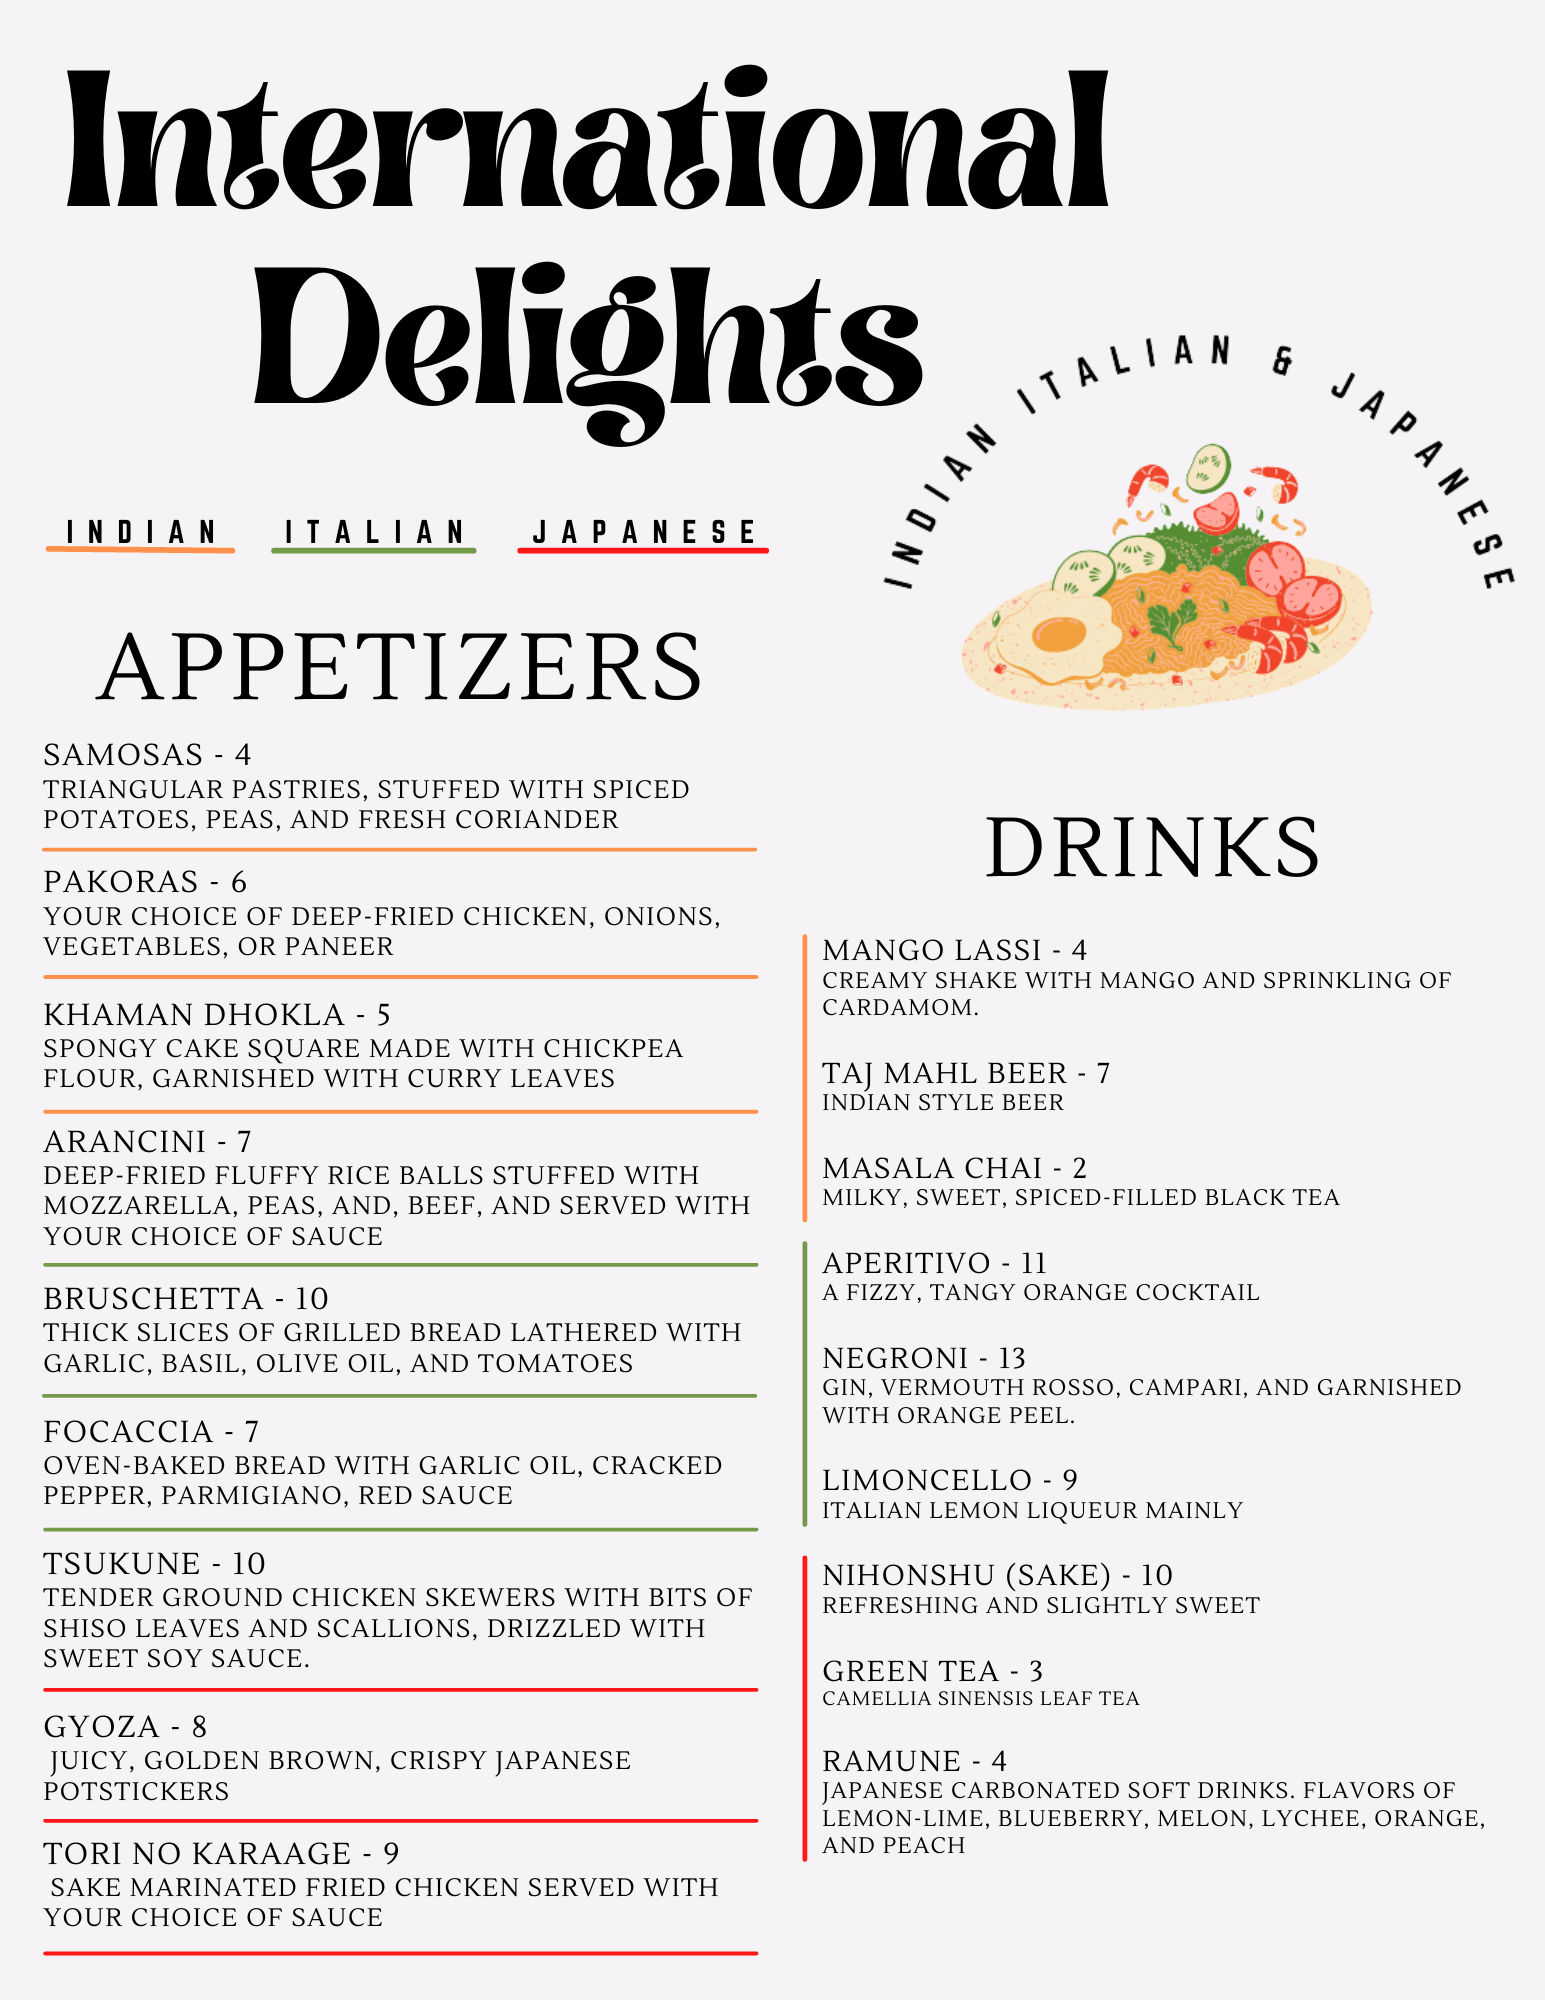 International
Delights
INDIAN ITALIAN & JAPANESE
INDIAN ITALIAN JAPANESE
APPETIZERS
SAMOSAS - 4
TRIANGULAR PASTRIES, STUFFED WITH SPICED
POTATOES, PEAS, AND FRESH CORIANDER
PAKORAS - 6
YOUR CHOICE OF DEEP-FRIED CHICKEN, ONIONS,
VEGETABLES, OR PANEER
KHAMAN DHOKLA - 5
SPONGY CAKE SQUARE MADE WITH CHICKPEA
FLOUR, GARNISHED WITH CURRY LEAVES
ARANCINI - 7
DEEP-FRIED FLUFFY RICE BALLS STUFFED WITH
MOZZARELLA, PEAS, AND, BEEF, AND SERVED WITH
YOUR CHOICE OF SAUCE
BRUSCHETTA - 10
THICK SLICES OF GRILLED BREAD LATHERED WITH
GARLIC, BASIL, OLIVE OIL, AND TOMATOES
FOCACCIA - 7
OVEN-BAKED BREAD WITH GARLIC OIL, CRACKED
PEPPER, PARMIGIANO, RED SAUCE
TSUKUNE - 10
TENDER GROUND CHICKEN SKEWERS WITH BITS OF
SHISO LEAVES AND SCALLIONS, DRIZZLED WITH
SWEET SOY SAUCE.
GYOZA - 8
JUICY, GOLDEN BROWN, CRISPY JAPANESE
POTSTICKERS
TORI NO KARAAGE - 9
SAKE MARINATED FRIED CHICKEN SERVED WITH
YOUR CHOICE OF SAUCE
DRINKS
MANGO LASSI - 4
CREAMY SHAKE WITH MANGO AND SPRINKLING OF
CARDAMOM.
TAJ MAHL BEER - 7
INDIAN STYLE BEER
MASALA CHAI - 2
MILKY, SWEET, SPICED-FILLED BLACK TEA
APERITIVO - 11
A FIZZY, TANGY ORANGE COCKTAIL
NEGRONI - 13
GIN, VERMOUTH ROSSO, CAMPARI, AND GARNISHED
WITH ORANGE PEEL.
LIMONCELLO - 9
ITALIAN LEMON LIQUEUR MAINLY
NIHONSHU (SAKE) - 10
REFRESHING AND SLIGHTLY SWEET
GREEN TEA - 3
CAMELLIA SINENSIS LEAF TEA
RAMUNE - 4
JAPANESE CARBONATED SOFT DRINKS. FLAVORS OF
LEMON-LIME, BLUEBERRY, MELON, LYCHEE, ORANGE,
AND PEACH